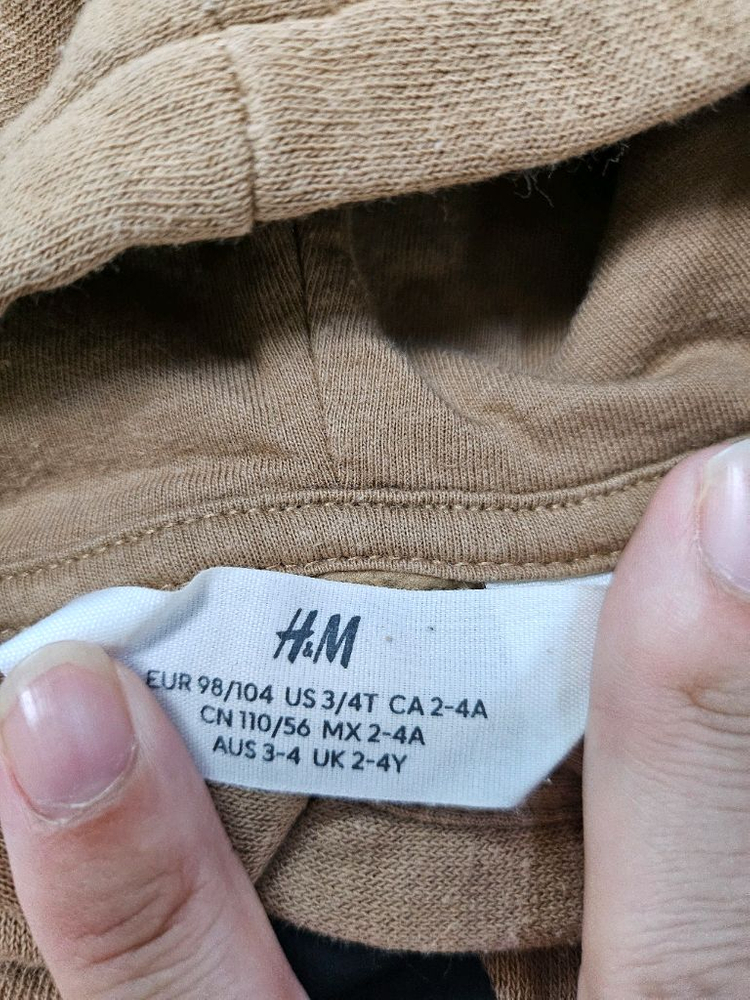 H&M
EUR 98/104 US 3/4T CA 2-4A
CN 110/56 MX 2-4A
AUS 3-4 UK 2-4Y